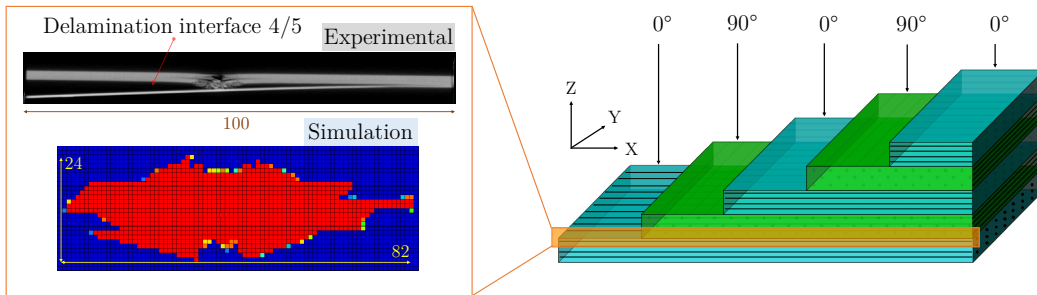 Delamination interface 4/5
Experimental
100
Simulation
24
82
0°
90°
0°
90°
0°
Z
Y
X